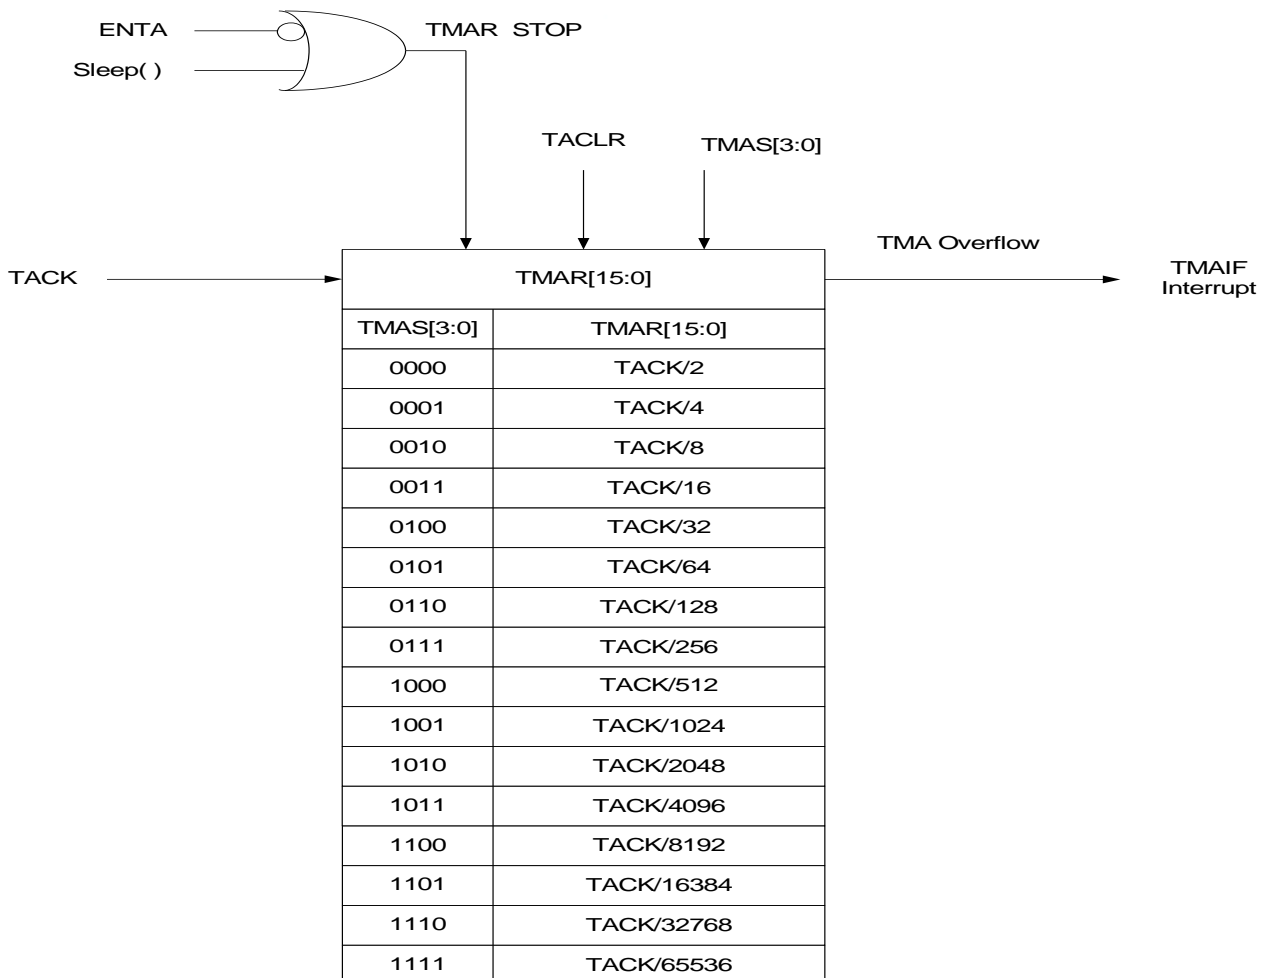 ENTA
TMAR STOP
Sleep( )
TACLR
TMAS[3:0]
TMA Overflow
TACK
TMAR[15:0]
TMAIF
Interrupt
TMAS[3:0] TMAR[15:0]
0000 TACK/2
0001 TACK/4
0010 TACK/8
0011 TACK/16
0100 TACK/32
0101 TACK/64
0110 TACK/128
0111 TACK/256
1000 TACK/512
1001 TACK/1024
1010 TACK/2048
1011 TACK/4096
1100 TACK/8192
1101 TACK/16384
1110 TACK/32768
1111 TACK/65536